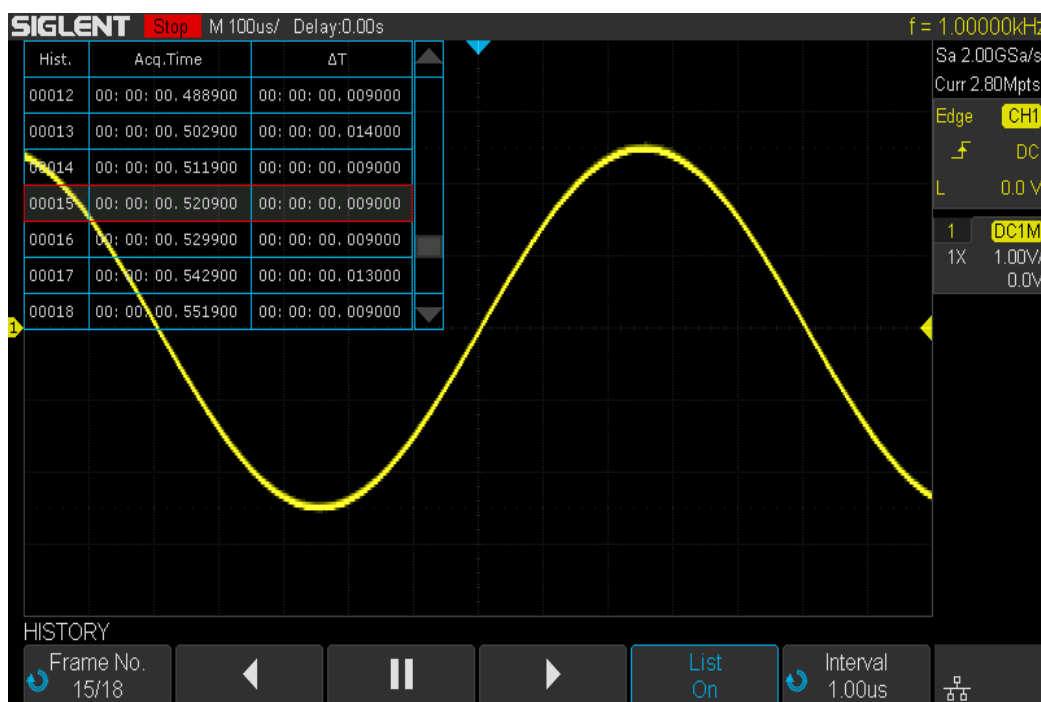 SIGLENT Stop M 100us/ Delay:0.00s f = 1.00000kHz
Hist. Acq.Time ΔT
00012 00: 00: 00. 488900 00: 00: 00. 009000
00013 00: 00: 00. 502900 00: 00: 00. 014000
00014 00: 00: 00. 511900 00: 00: 00. 009000
00015 00: 00: 00. 520900 00: 00: 00. 009000
00016 00: 00: 00. 529900 00: 00: 00. 009000
00017 00: 00: 00. 542900 00: 00: 00. 013000
00018 00: 00: 00. 551900 00: 00: 00. 009000
Sa 2.00GSa/s
Curr 2.80Mpts
Edge CH1
DC
L 0.0 V
1 DC1M
1X 1.00V/
0.0V
1
HISTORY
Frame No.
15/18
List
On
Interval
1.00us